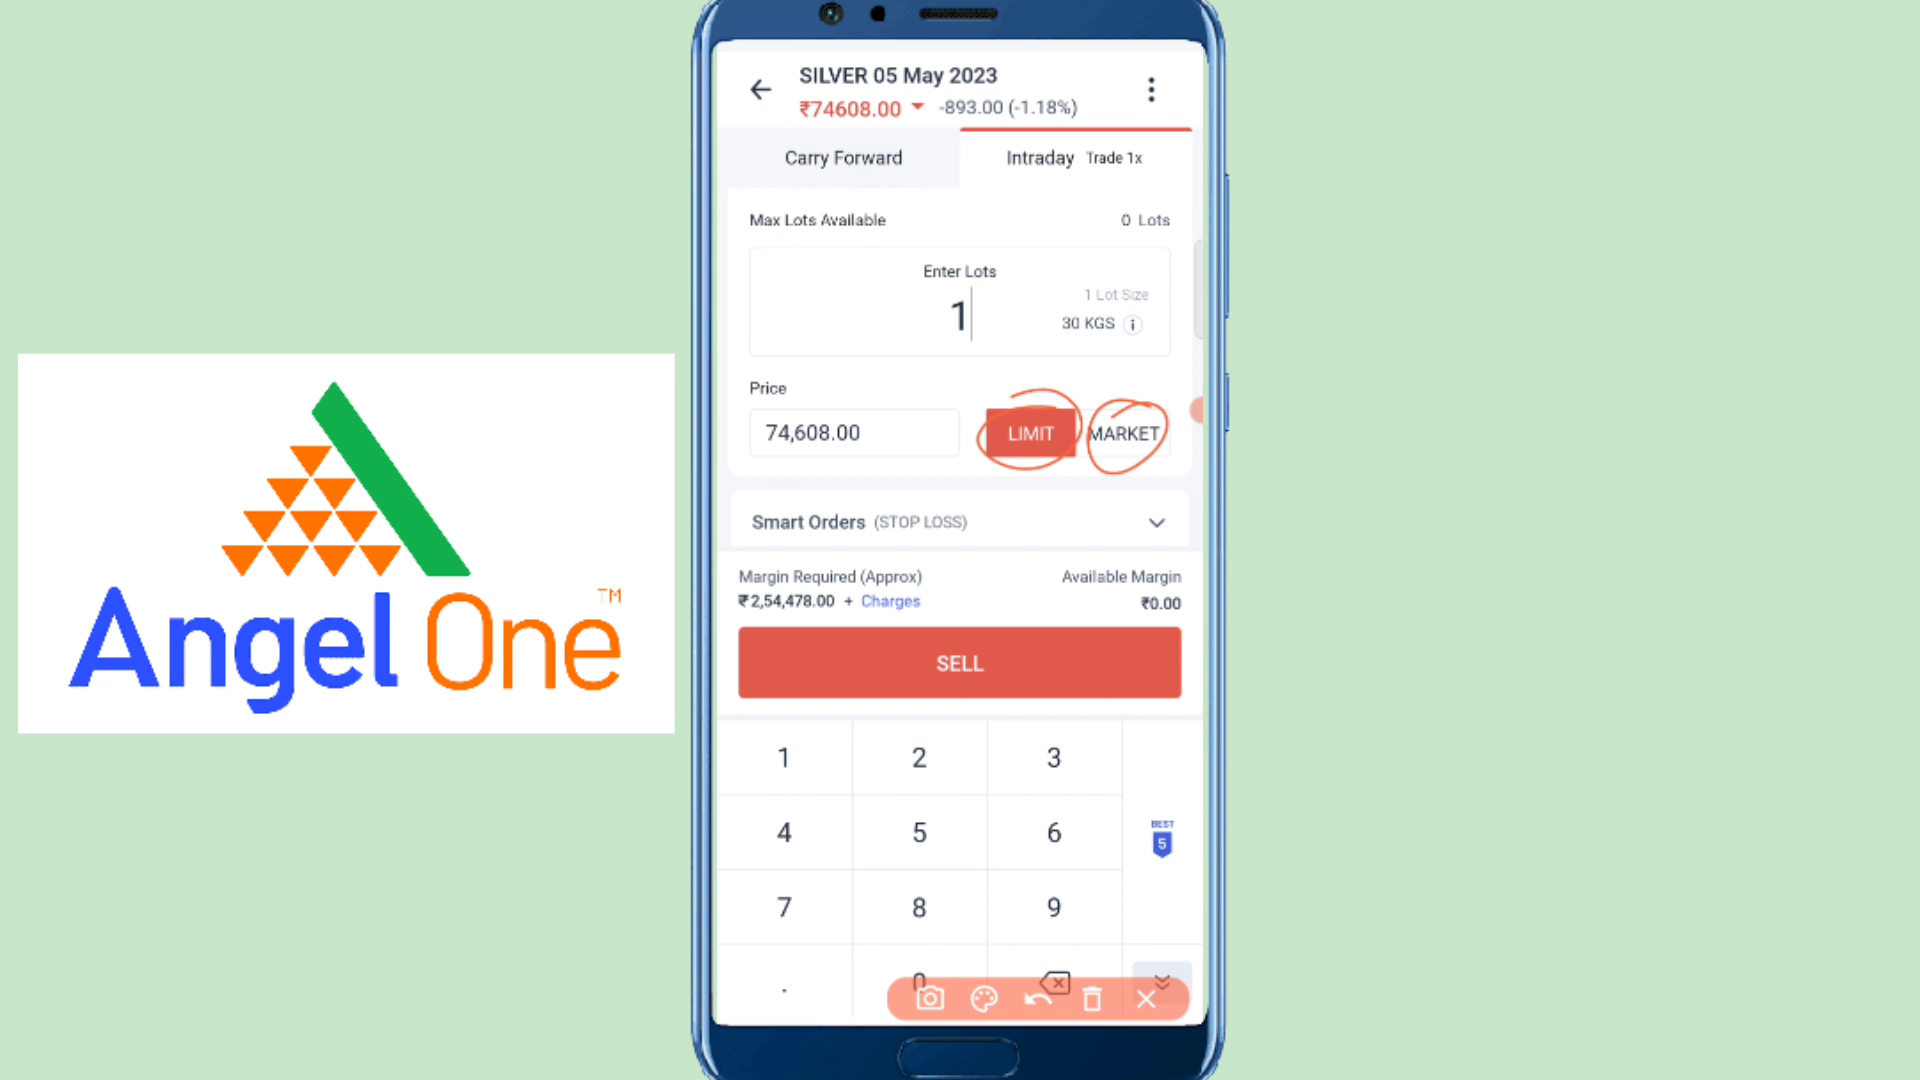 SILVER 05 May 2023
₹74608.00 -893.00 (-1.18%)
Carry Forward
Intraday Trade 1x
Max Lots Available
0 Lots
Enter Lots
1
1 Lot Size
30 KGS
Price
74,608.00
LIMIT
MARKET
Smart Orders (STOP LOSS)
Margin Required (Approx)
₹2,54,478.00 + Charges
Available Margin
₹0.00
SELL
1 2 3
4 5 6
BEST
5
7 8 9
. 0
Angel One™